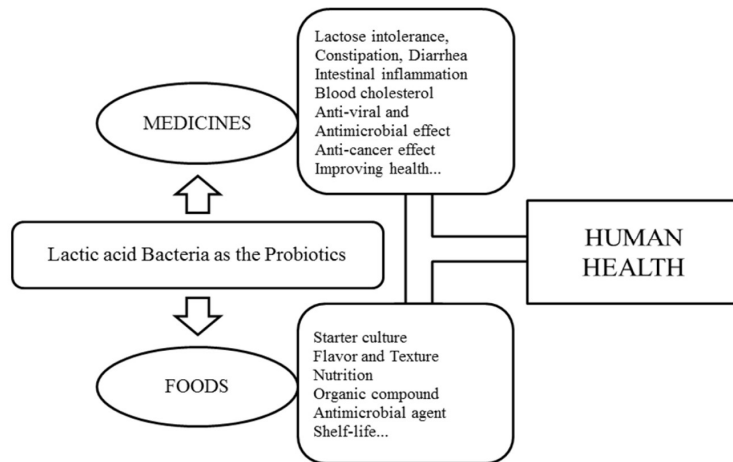 Lactose intolerance,
Constipation, Diarrhea
Intestinal inflammation
Blood cholesterol
Anti-viral and
Antimicrobial effect
Anti-cancer effect
Improving health...
MEDICINES
Lactic acid Bacteria as the Probiotics
HUMAN
HEALTH
FOODS
Starter culture
Flavor and Texture
Nutrition
Organic compound
Antimicrobial agent
Shelf-life...